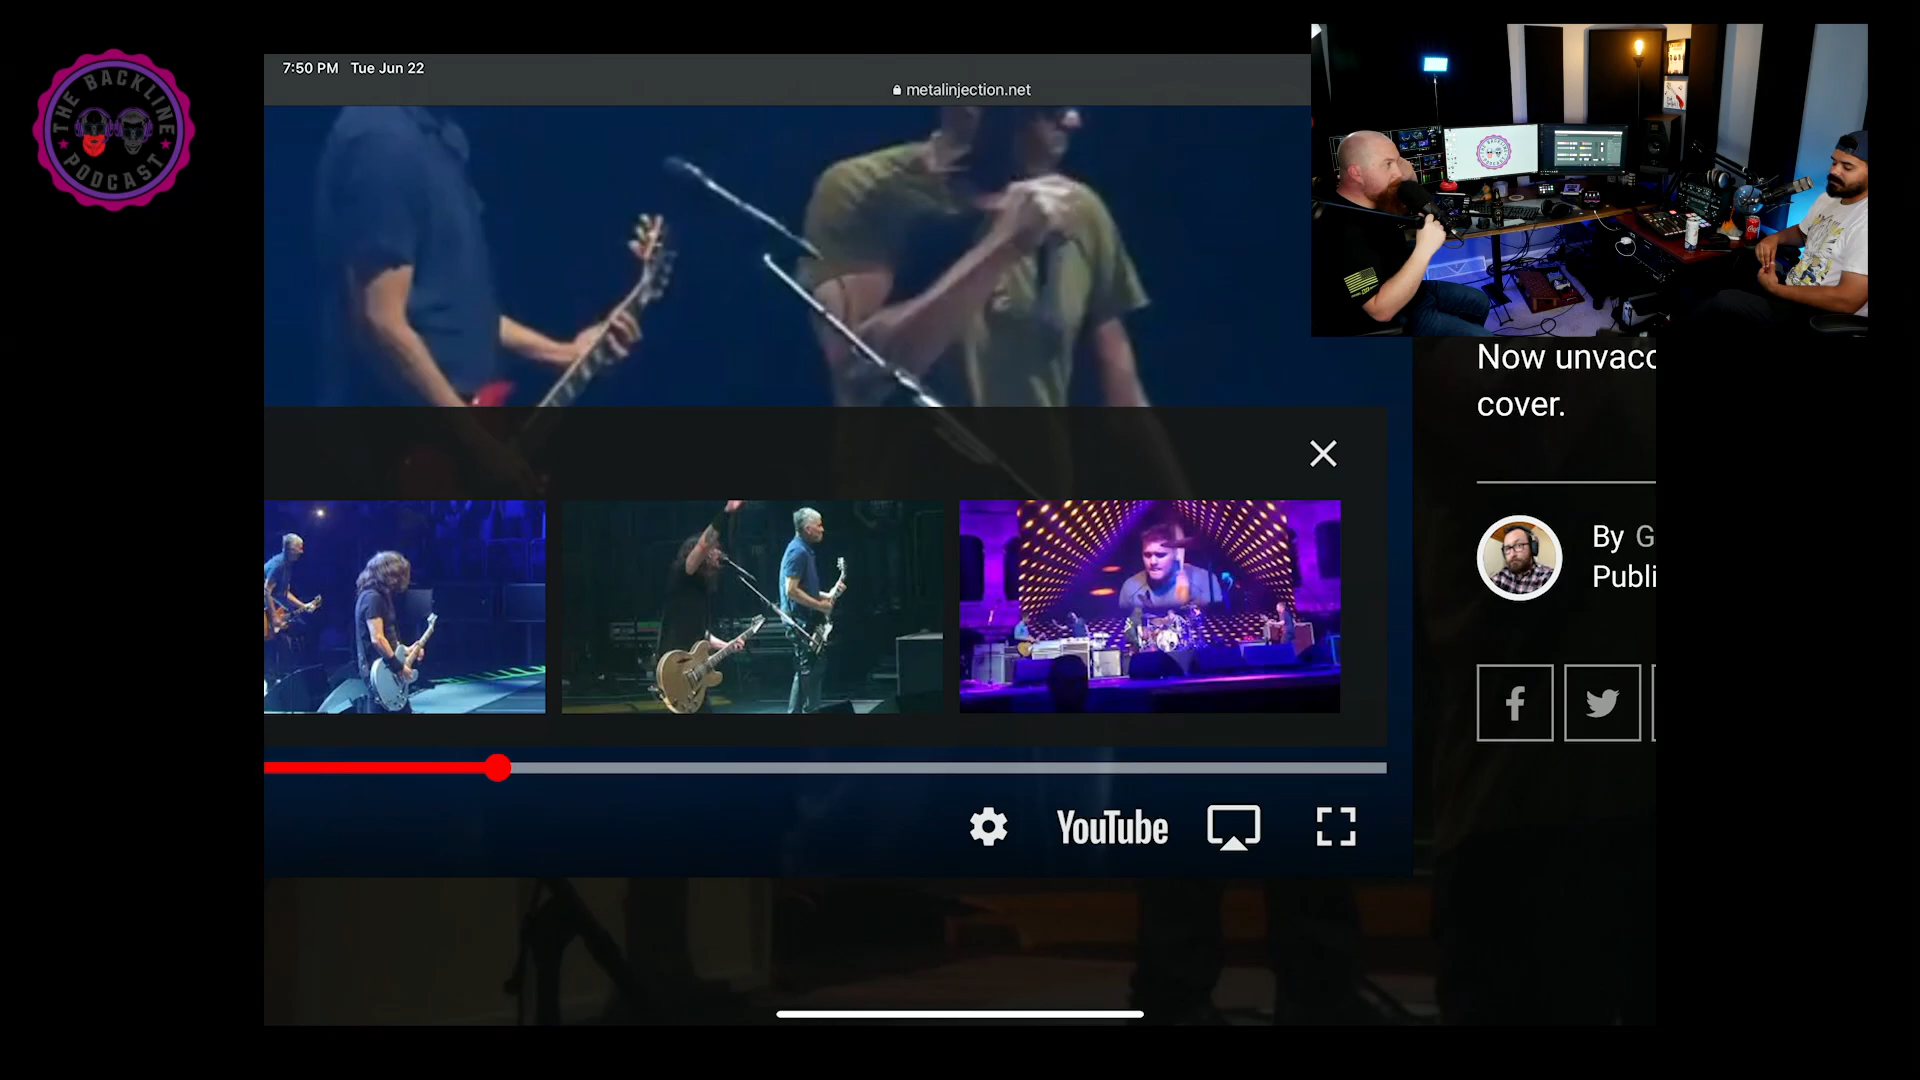 THE BACKLINE
PODCAST
7:50 PM Tue Jun 22
metalinjection.net
Now unvacc
cover.
By G
Publi
YouTube